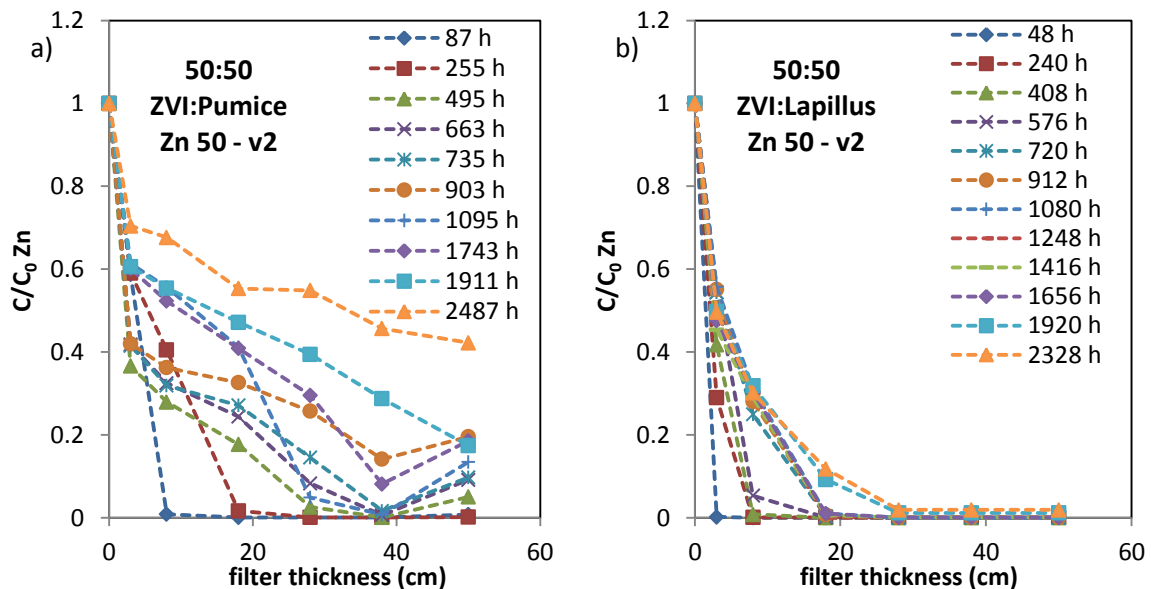 a)
50:50
ZVI:Pumice
Zn 50 - v2
87 h
255 h
495 h
663 h
735 h
903 h
1095 h
1743 h
1911 h
2487 h
1.2
1
0.8
0.6
0.4
0.2
0
C/C₀ Zn
0
20
40
60
filter thickness (cm)
b)
50:50
ZVI:Lapillus
Zn 50 - v2
48 h
240 h
408 h
576 h
720 h
912 h
1080 h
1248 h
1416 h
1656 h
1920 h
2328 h
1.2
1
0.8
0.6
0.4
0.2
0
C/C₀ Zn
0
20
40
60
filter thickness (cm)